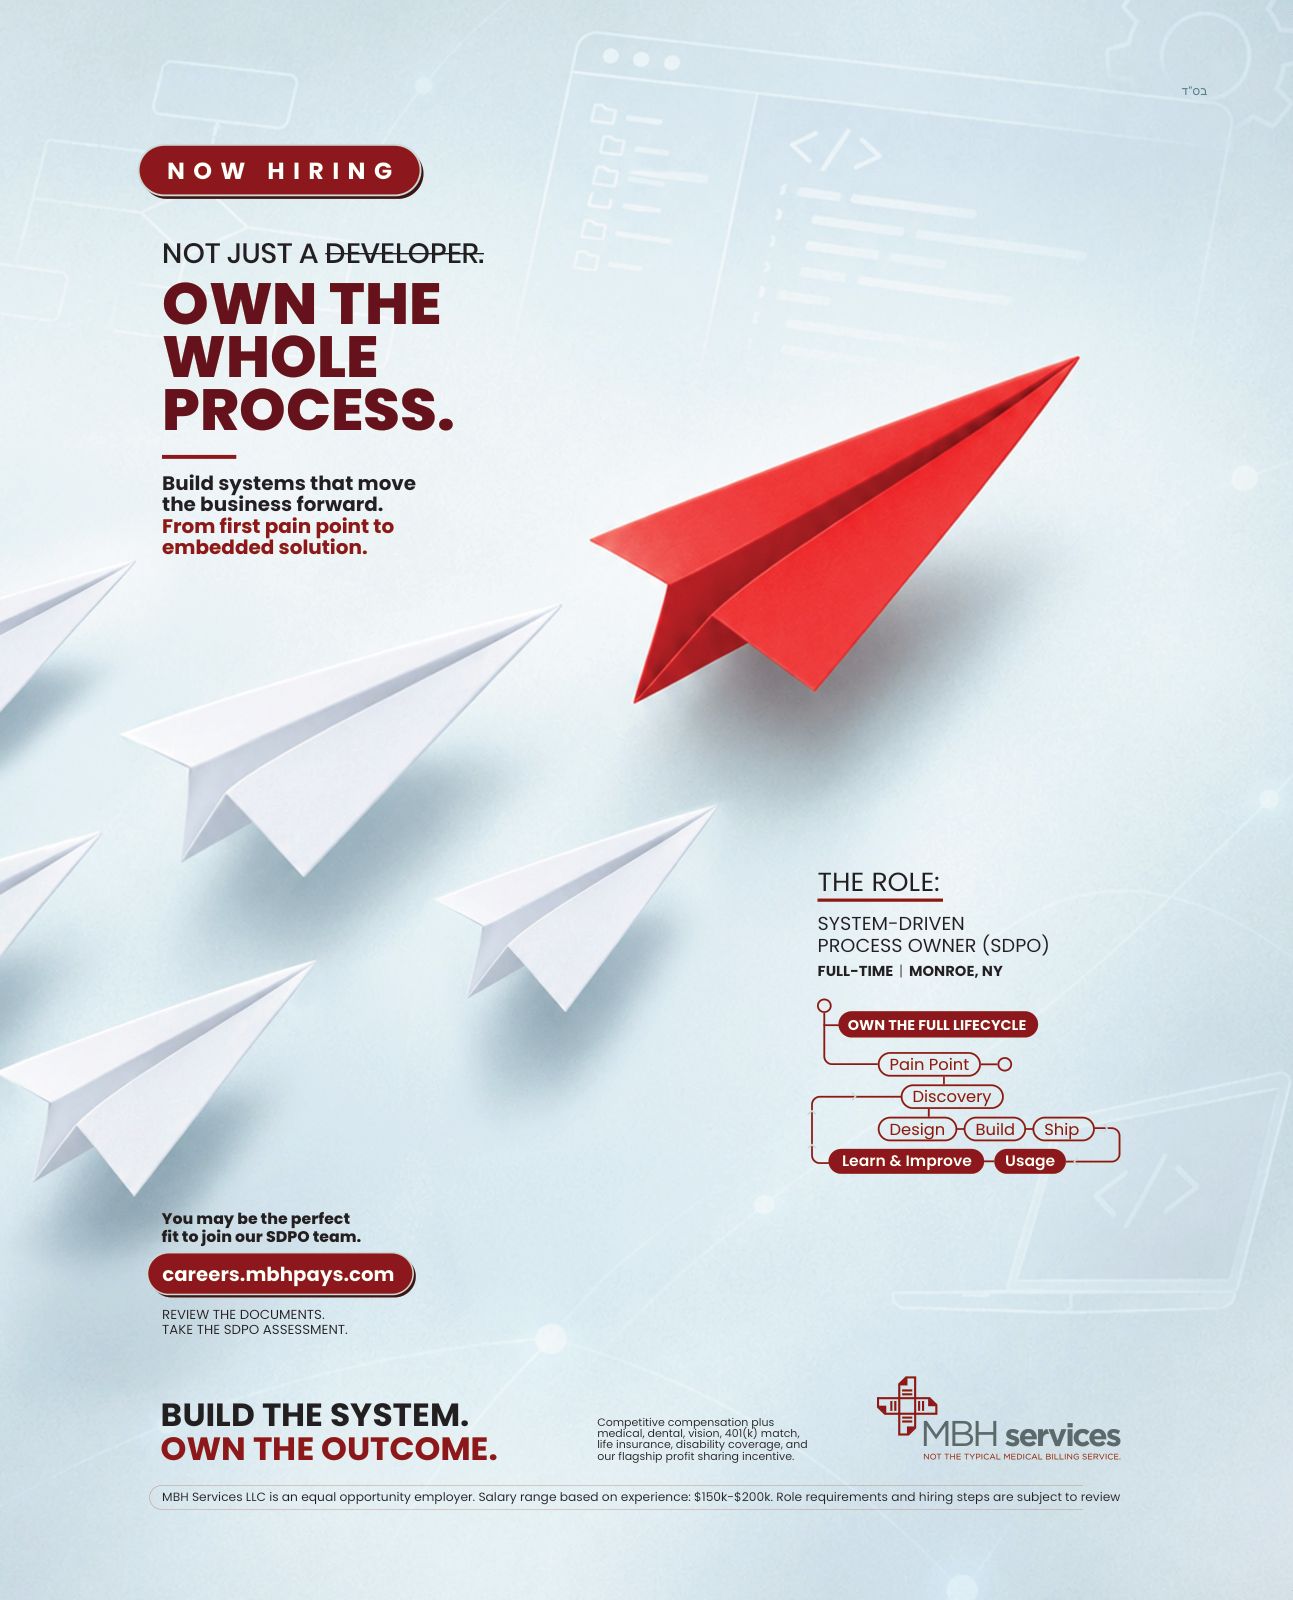 בס"ד
NOW HIRING
NOT JUST A DEVELOPER.
OWN THE
WHOLE
PROCESS.
Build systems that move
the business forward.
From first pain point to
embedded solution.
</>
THE ROLE:
SYSTEM-DRIVEN
PROCESS OWNER (SDPO)
FULL-TIME | MONROE, NY
OWN THE FULL LIFECYCLE
Pain Point
Discovery
Design Build Ship
Learn & Improve Usage
</>
You may be the perfect
fit to join our SDPO team.
careers.mbhpays.com
REVIEW THE DOCUMENTS.
TAKE THE SDPO ASSESSMENT.
BUILD THE SYSTEM.
OWN THE OUTCOME.
Competitive compensation plus
medical, dental, vision, 401(k) match,
life insurance, disability coverage, and
our flagship profit sharing incentive.
MBH services
NOT THE TYPICAL MEDICAL BILLING SERVICE.
MBH Services LLC is an equal opportunity employer. Salary range based on experience: $150k-$200k. Role requirements and hiring steps are subject to review